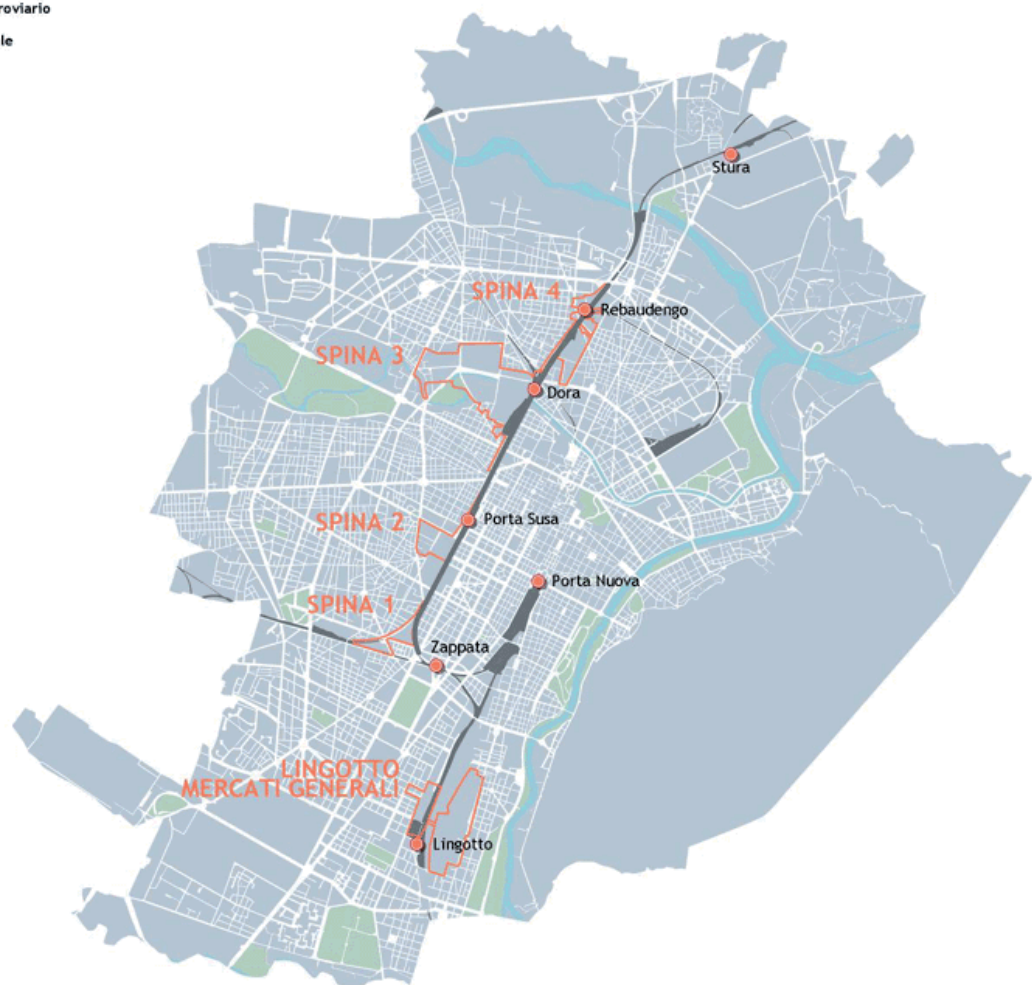 roviario
le
Stura
SPINA 4
Rebaudengo
SPINA 3
Dora
SPINA 2
Porta Susa
Porta Nuova
SPINA 1
Zappata
LINGOTTO
MERCATI GENERALI
Lingotto